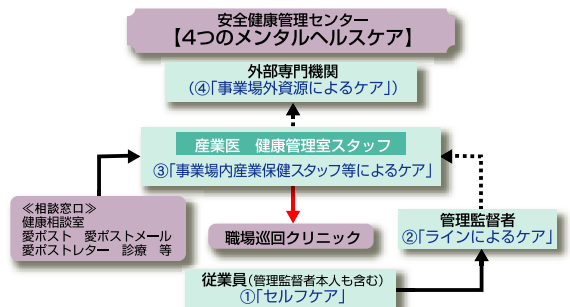 安全健康管理センター
【4つのメンタルヘルスケア】
外部専門機関
(④「事業場外資源によるケア」)
産業医　健康管理室スタッフ
③「事業場内産業保健スタッフ等によるケア」
≪相談窓口≫
健康相談室
愛ポスト　愛ポストメール
愛ポストレター　診療　等
職場巡回クリニック
管理監督者
②「ラインによるケア」
従業員(管理監督者本人も含む)
①「セルフケア」